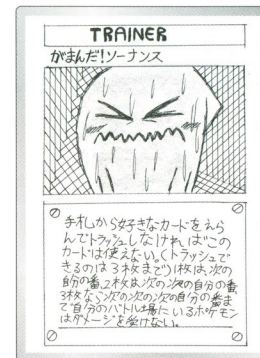 TRAINER
がまんだ!ソーナンス
手札から好きなカードをえら
んでトラッシュしなければこの
カードは使えない。(トラッシュで
きるのは3枚まで)1枚は、次の
自分の番、2枚は次の次の自分の番、
3枚なら次の次の次の自分の番ま
で自分のバトル場にいるポケモン
はダメージを受けない。